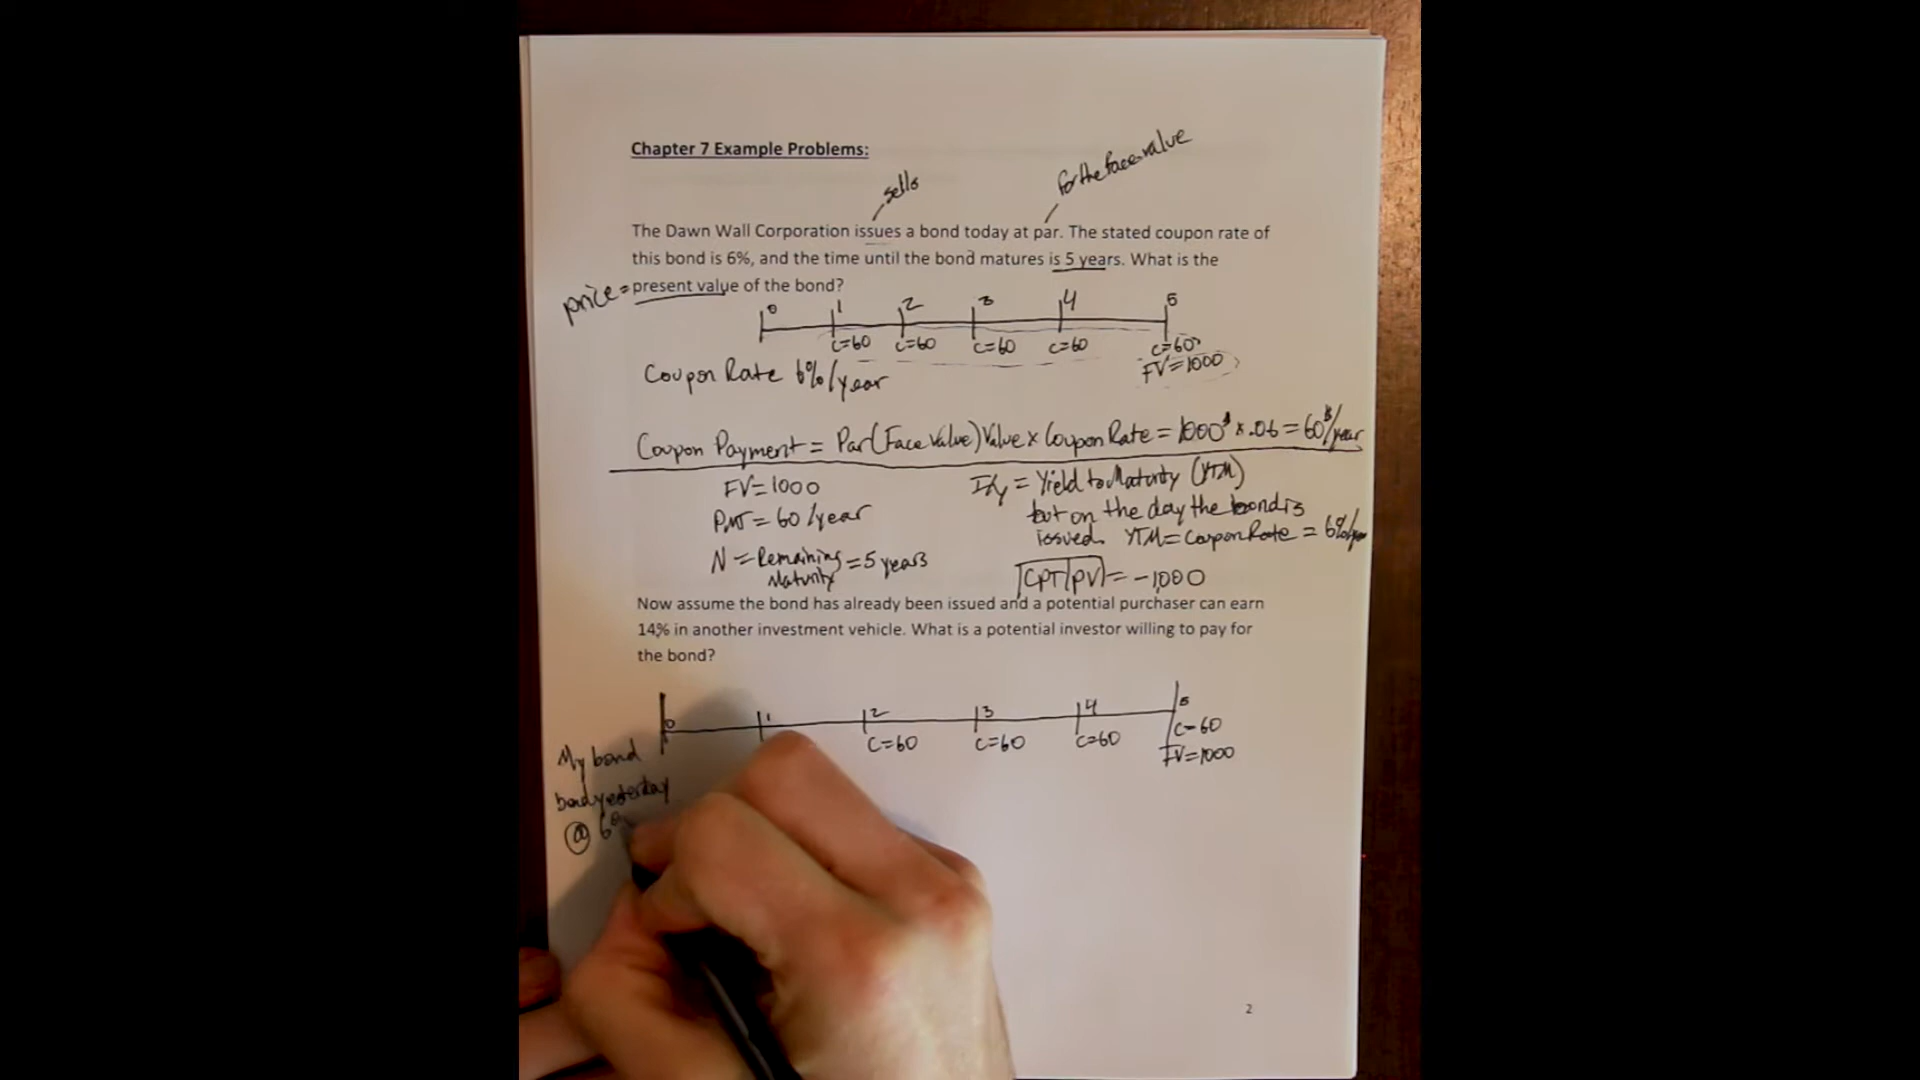 Chapter 7 Example Problems:
sells
for the face value
The Dawn Wall Corporation issues a bond today at par. The stated coupon rate of
this bond is 6%, and the time until the bond matures is 5 years. What is the
price = present value of the bond?
0 1 2 3 4 5
C=60 C=60 C=60 C=60 C=60
FV=1000
Coupon Rate 6%/year
Coupon Payment = Par(Face Value)Value x Coupon Rate = 1000$ * .06 = 60$/year
FV=1000
PMT = 60/year
N = Remaining = 5 years
Maturity
I/y = Yield to Maturity (YTM)
but on the day the bond is
issued. YTM = Coupon Rate = 6%/year
CPT PV = -1,000
Now assume the bond has already been issued and a potential purchaser can earn
14% in another investment vehicle. What is a potential investor willing to pay for
the bond?
0 1 2 3 4 5
C=60 C=60 C=60 C=60
FV=1000
My bond
yesterday
@ 6%
2